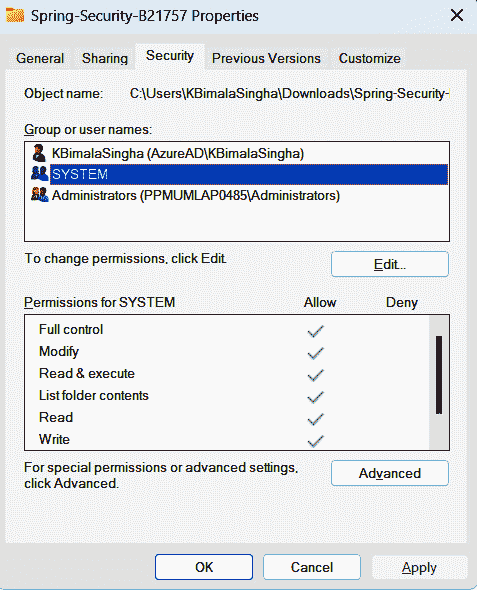 Spring-Security-B21757 Properties
General Sharing Security Previous Versions Customize
Object name: C:\Users\KBimalaSingha\Downloads\Spring-Security-
Group or user names:
KBimalaSingha (AzureAD\KBimalaSingha)
SYSTEM
Administrators (PPMUMLAP0485\Administrators)
To change permissions, click Edit.
Edit...
Permissions for SYSTEM Allow Deny
Full control
Modify
Read & execute
List folder contents
Read
Write
For special permissions or advanced settings,
click Advanced.
Advanced
OK Cancel Apply